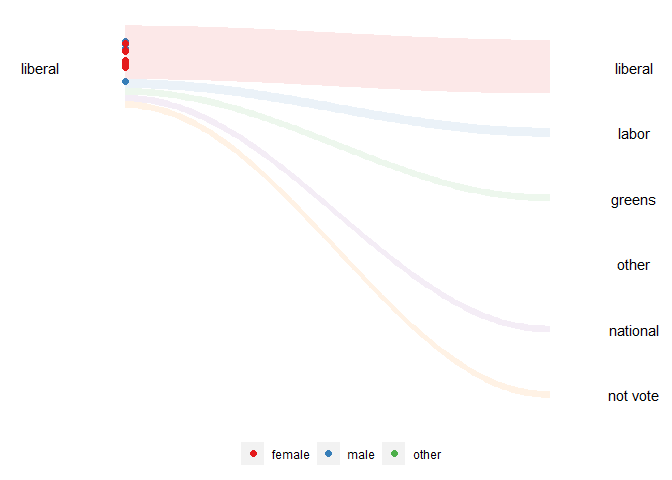 liberal
liberal
labor
greens
other
national
not vote
female male other